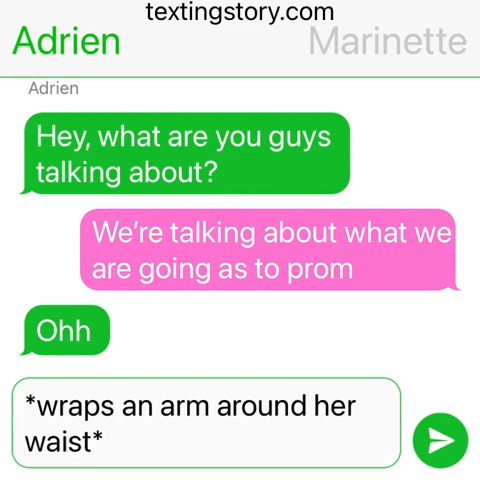 textingstory.com
Adrien Marinette
Adrien
Hey, what are you guys
talking about?
We’re talking about what we
are going as to prom
Ohh
*wraps an arm around her
waist*